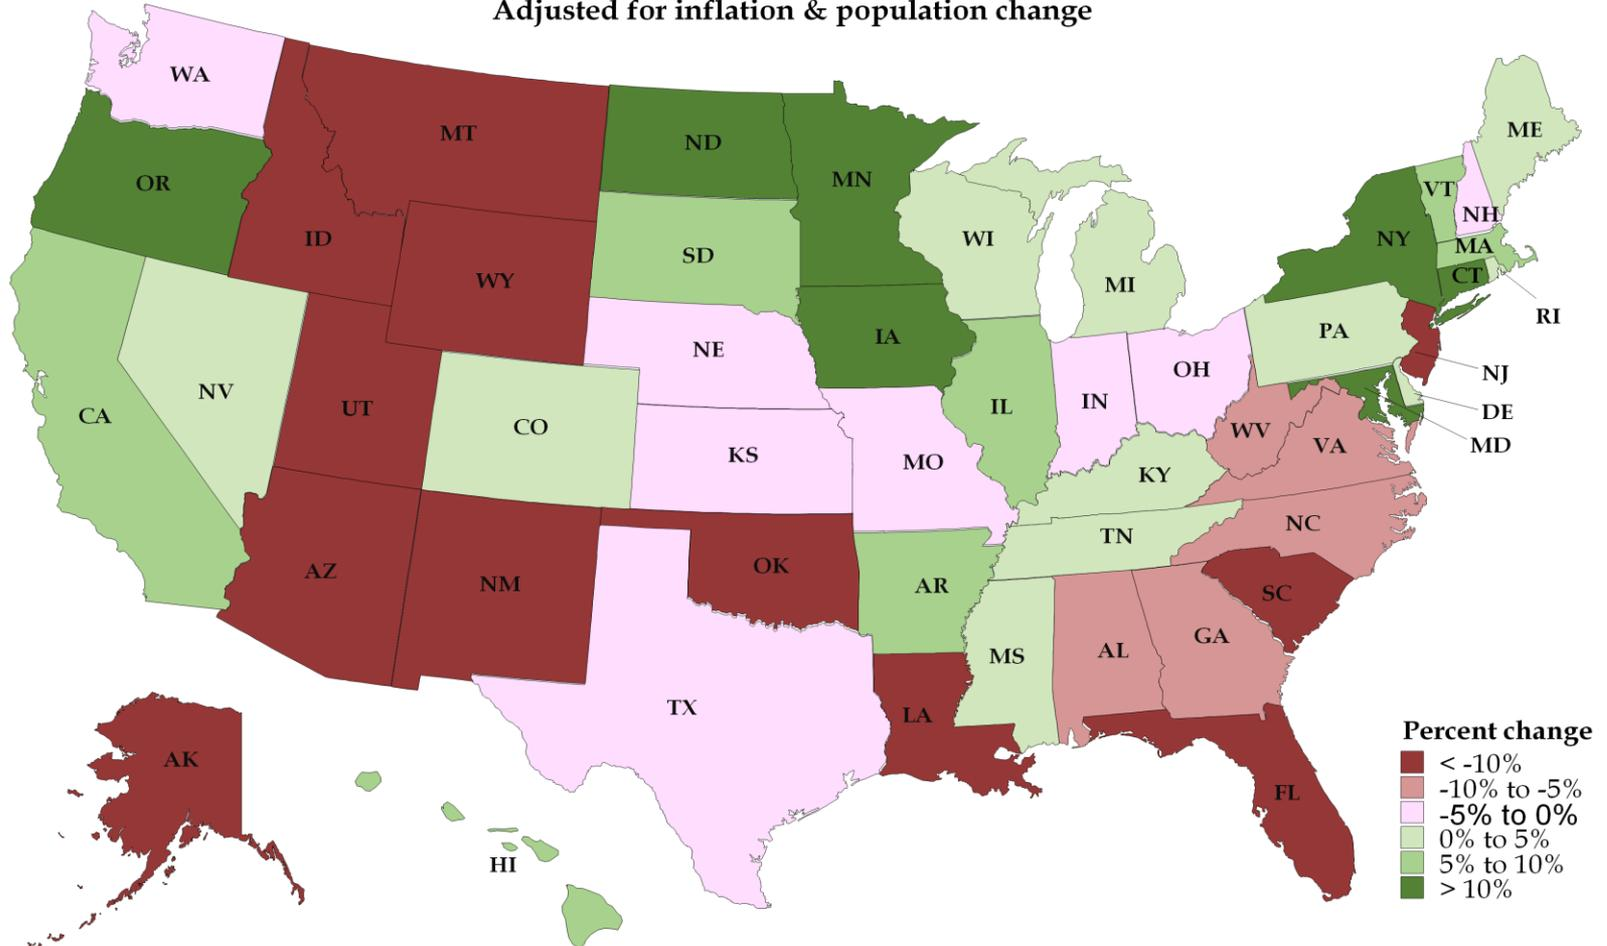 Adjusted for inflation & population change
WA
MT
ND
MN
ME
OR
ID
WY
SD
WI
MI
NY
VT
NH
MA
CT
RI
IA
NE
PA
NJ
NV
UT
CO
CA
KS
MO
IL
IN
OH
DE
MD
WV
VA
KY
NC
TN
AZ
NM
OK
AR
SC
MS
AL
GA
TX
LA
FL
AK
HI
Percent change
< -10%
-10% to -5%
-5% to 0%
0% to 5%
5% to 10%
> 10%